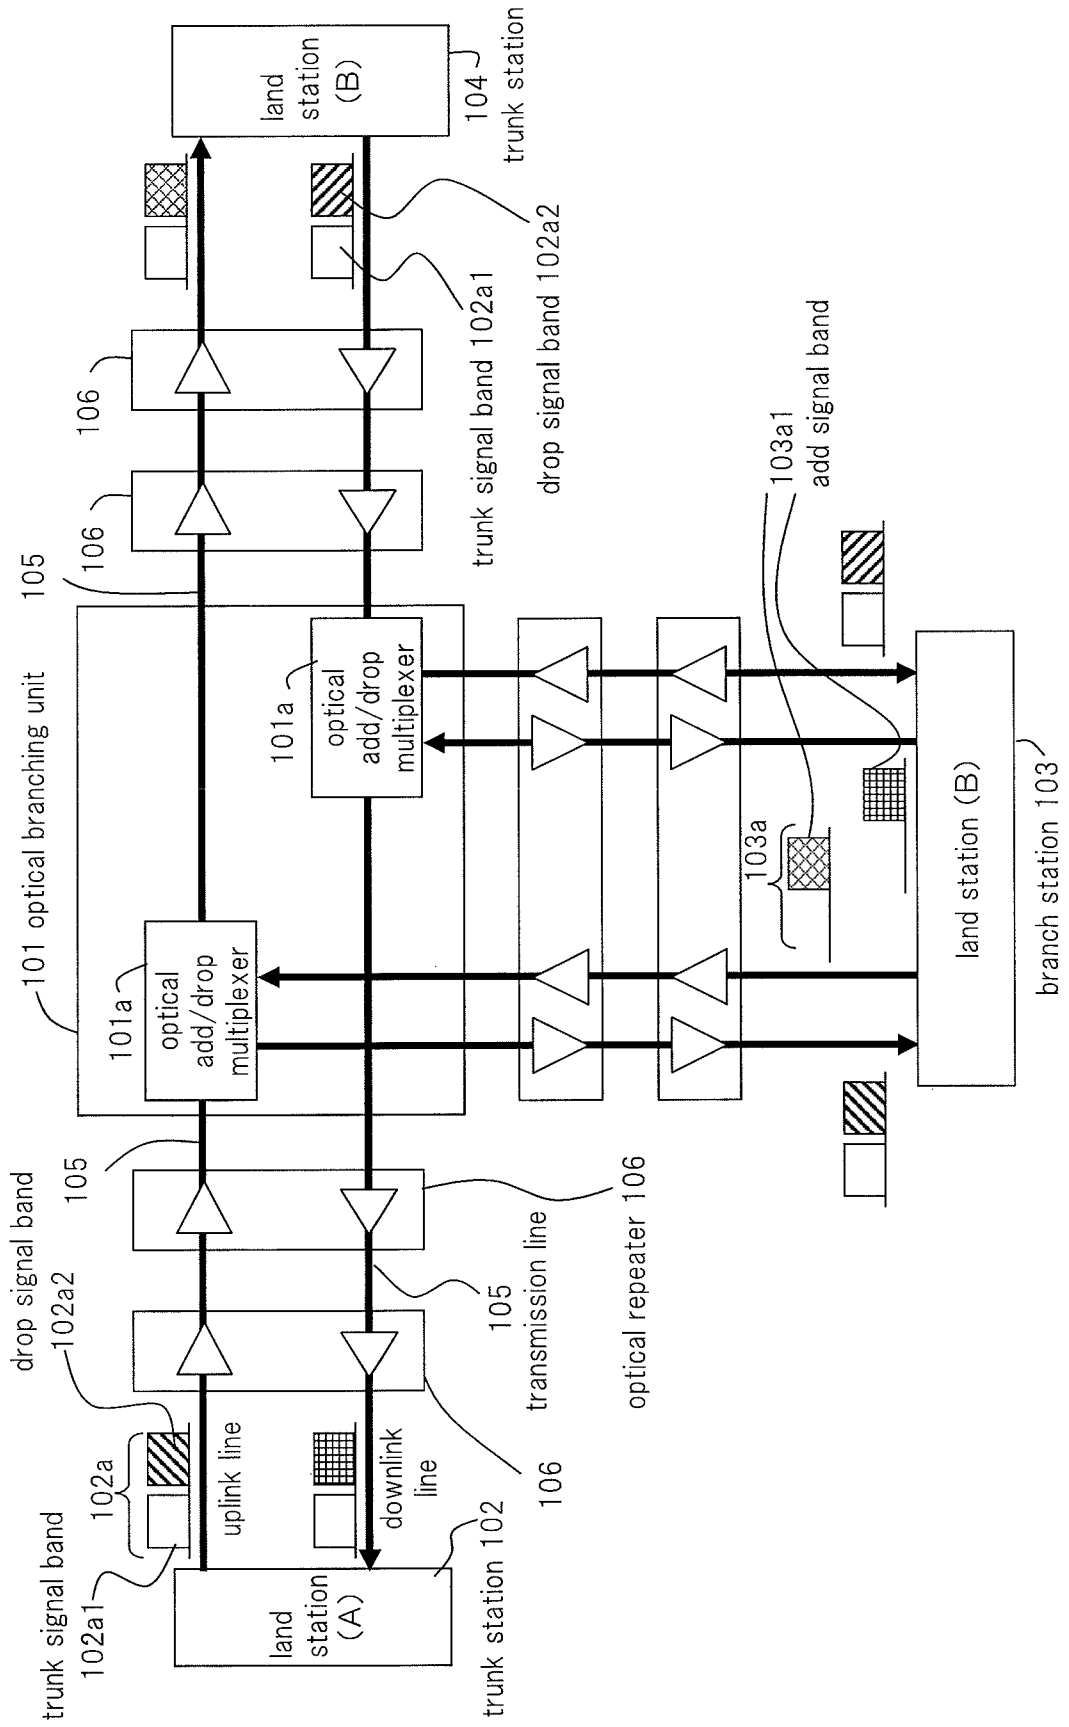 trunk signal band
102a1
102a
drop signal band
102a2
uplink line
downlink
line
land
station
(A)
trunk station 102
106
105
105
transmission line
optical repeater 106
101 optical branching unit
101a
optical
add/drop
multiplexer
101a
optical
add/drop
multiplexer
105
106
106
land
station
(B)
104
trunk station
trunk signal band 102a1
drop signal band 102a2
103a
103a1
add signal band
land station (B)
branch station 103